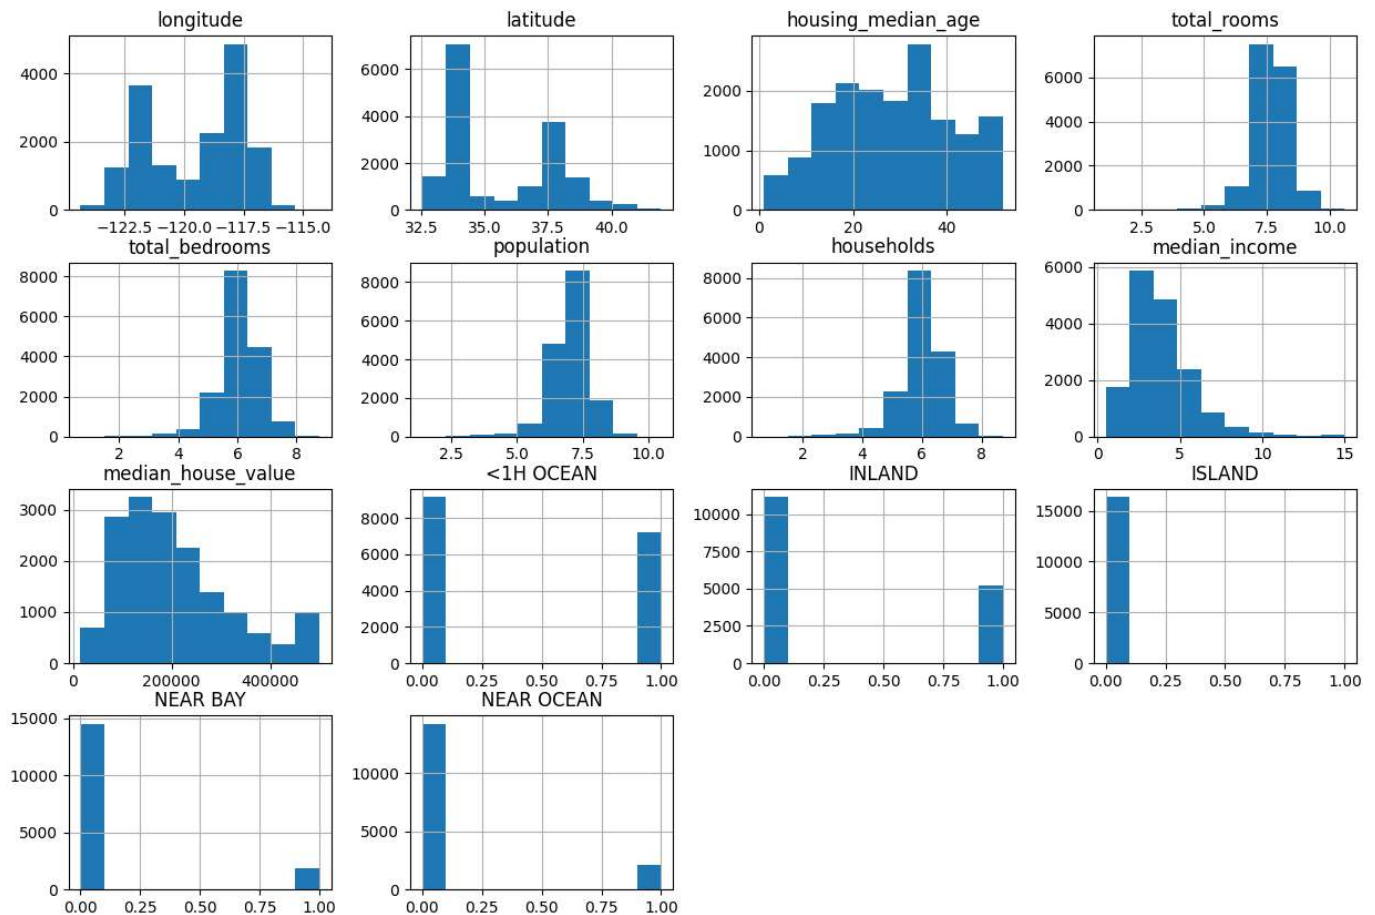 longitude latitude housing_median_age total_rooms
4000 2000 0 −122.5 −120.0 −117.5 −115.0
6000 4000 2000 0 32.5 35.0 37.5 40.0
2000 1000 0 0 20 40
6000 4000 2000 0 2.5 5.0 7.5 10.0
total_bedrooms population households median_income
8000 6000 4000 2000 0 2 4 6 8
8000 6000 4000 2000 0 2.5 5.0 7.5 10.0
8000 6000 4000 2000 0 2 4 6 8
6000 4000 2000 0 0 5 10 15
median_house_value <1H OCEAN INLAND ISLAND
3000 2000 1000 0 0 200000 400000
8000 6000 4000 2000 0 0.00 0.25 0.50 0.75 1.00
10000 7500 5000 2500 0 0.00 0.25 0.50 0.75 1.00
15000 10000 5000 0 0.00 0.25 0.50 0.75 1.00
NEAR BAY NEAR OCEAN
15000 10000 5000 0 0.00 0.25 0.50 0.75 1.00
10000 5000 0 0.00 0.25 0.50 0.75 1.00